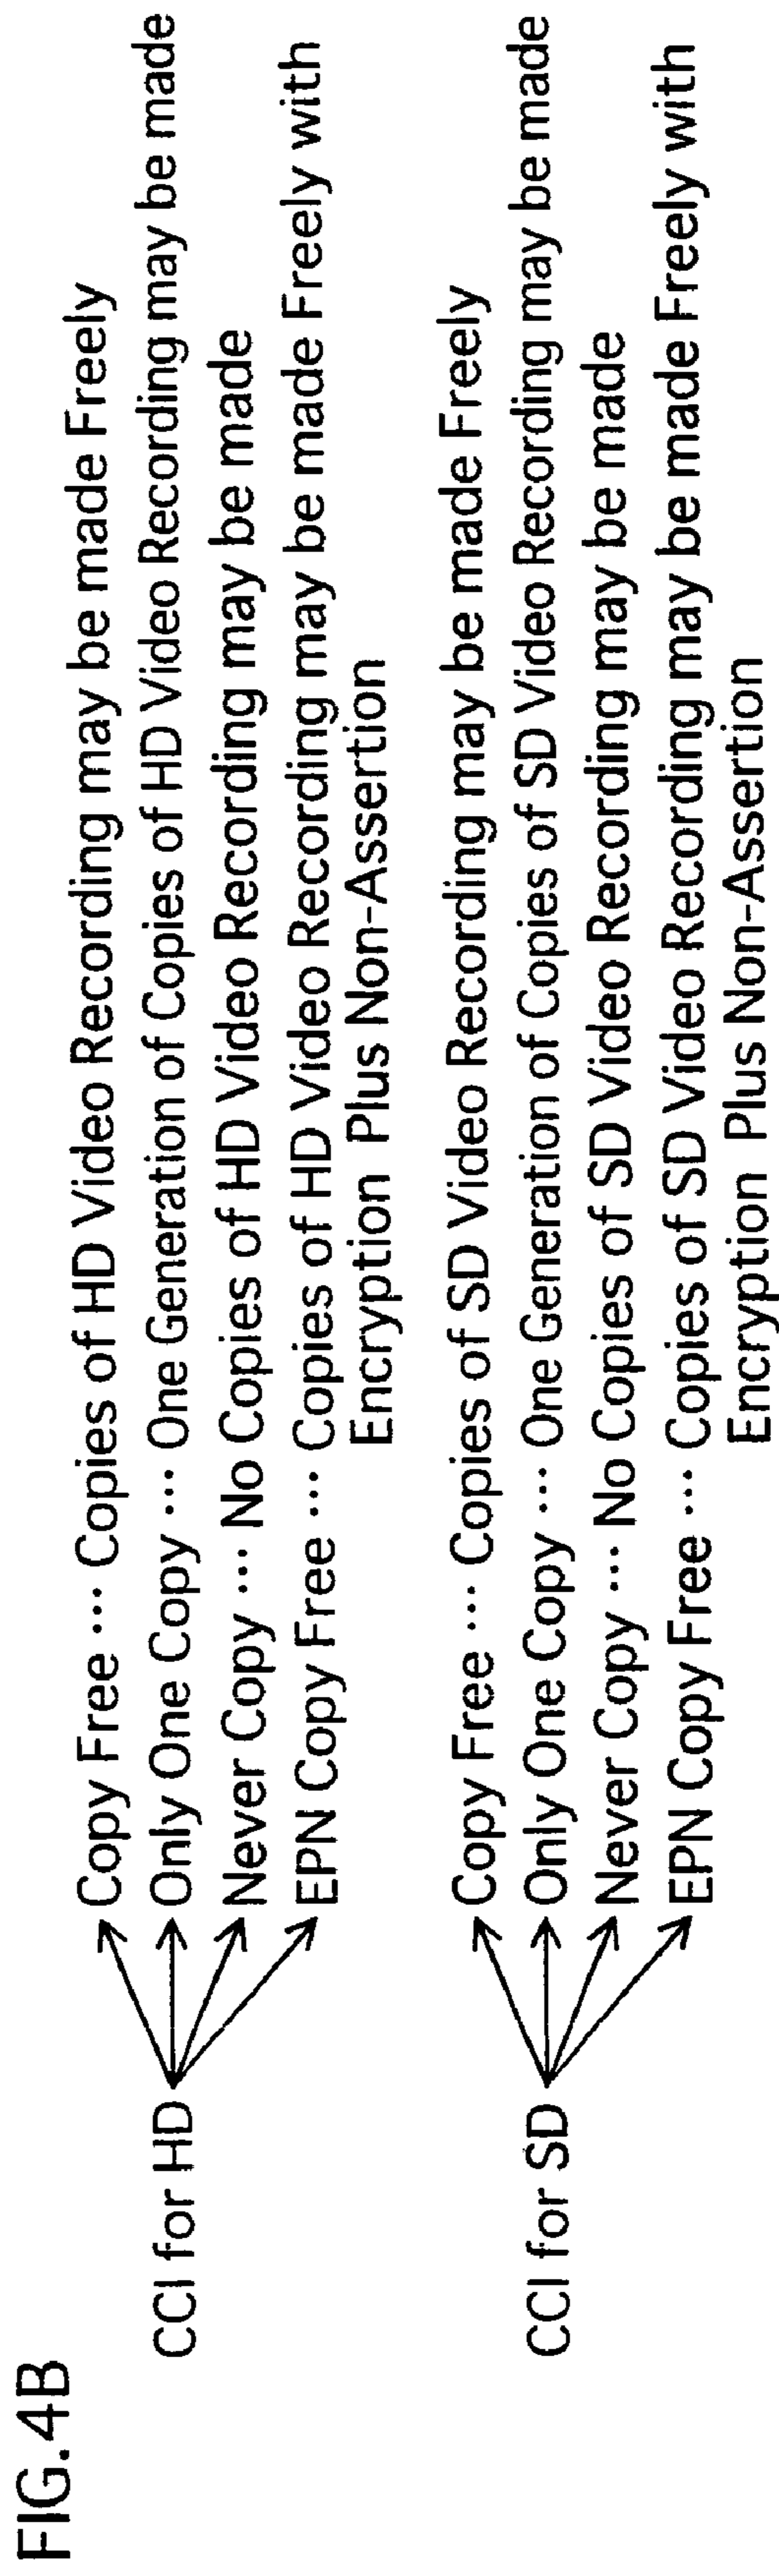 FIG.4B
CCI for HD
Copy Free ··· Copies of HD Video Recording may be made Freely
Only One Copy ··· One Generation of Copies of HD Video Recording may be made
Never Copy ··· No Copies of HD Video Recording may be made
EPN Copy Free ··· Copies of HD Video Recording may be made Freely with
Encryption Plus Non-Assertion
CCI for SD
Copy Free ··· Copies of SD Video Recording may be made Freely
Only One Copy ··· One Generation of Copies of SD Video Recording may be made
Never Copy ··· No Copies of SD Video Recording may be made
EPN Copy Free ··· Copies of SD Video Recording may be made Freely with
Encryption Plus Non-Assertion